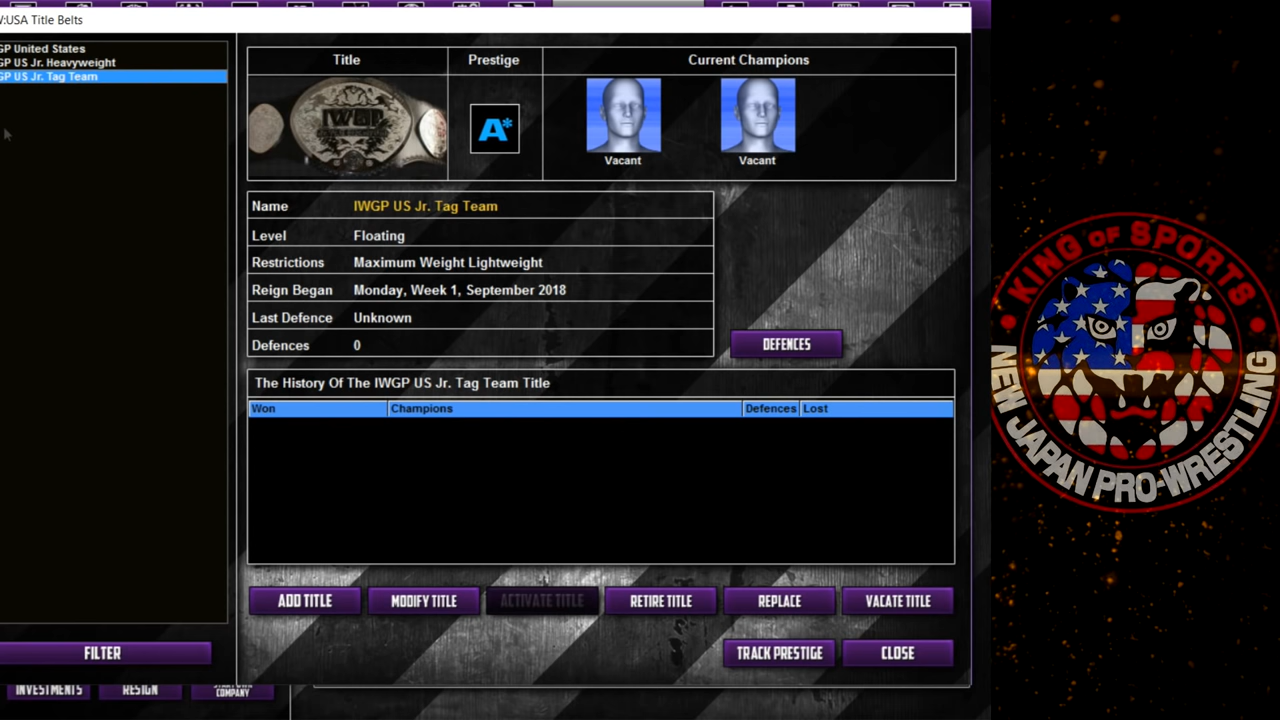 W:USA Title Belts
GP United States
GP US Jr. Heavyweight
GP US Jr. Tag Team
Title
Prestige
Current Champions
IWGP
A*
Vacant
Vacant
Name IWGP US Jr. Tag Team
Level Floating
Restrictions Maximum Weight Lightweight
Reign Began Monday, Week 1, September 2018
Last Defence Unknown
Defences 0
DEFENCES
The History Of The IWGP US Jr. Tag Team Title
Won Champions Defences Lost
ADD TITLE
MODIFY TITLE
ACTIVATE TITLE
RETIRE TITLE
REPLACE
VACATE TITLE
FILTER
TRACK PRESTIGE
CLOSE
INVESTMENTS
RESIGN
COMPANY
KING OF SPORTS
NEW JAPAN PRO-WRESTLING